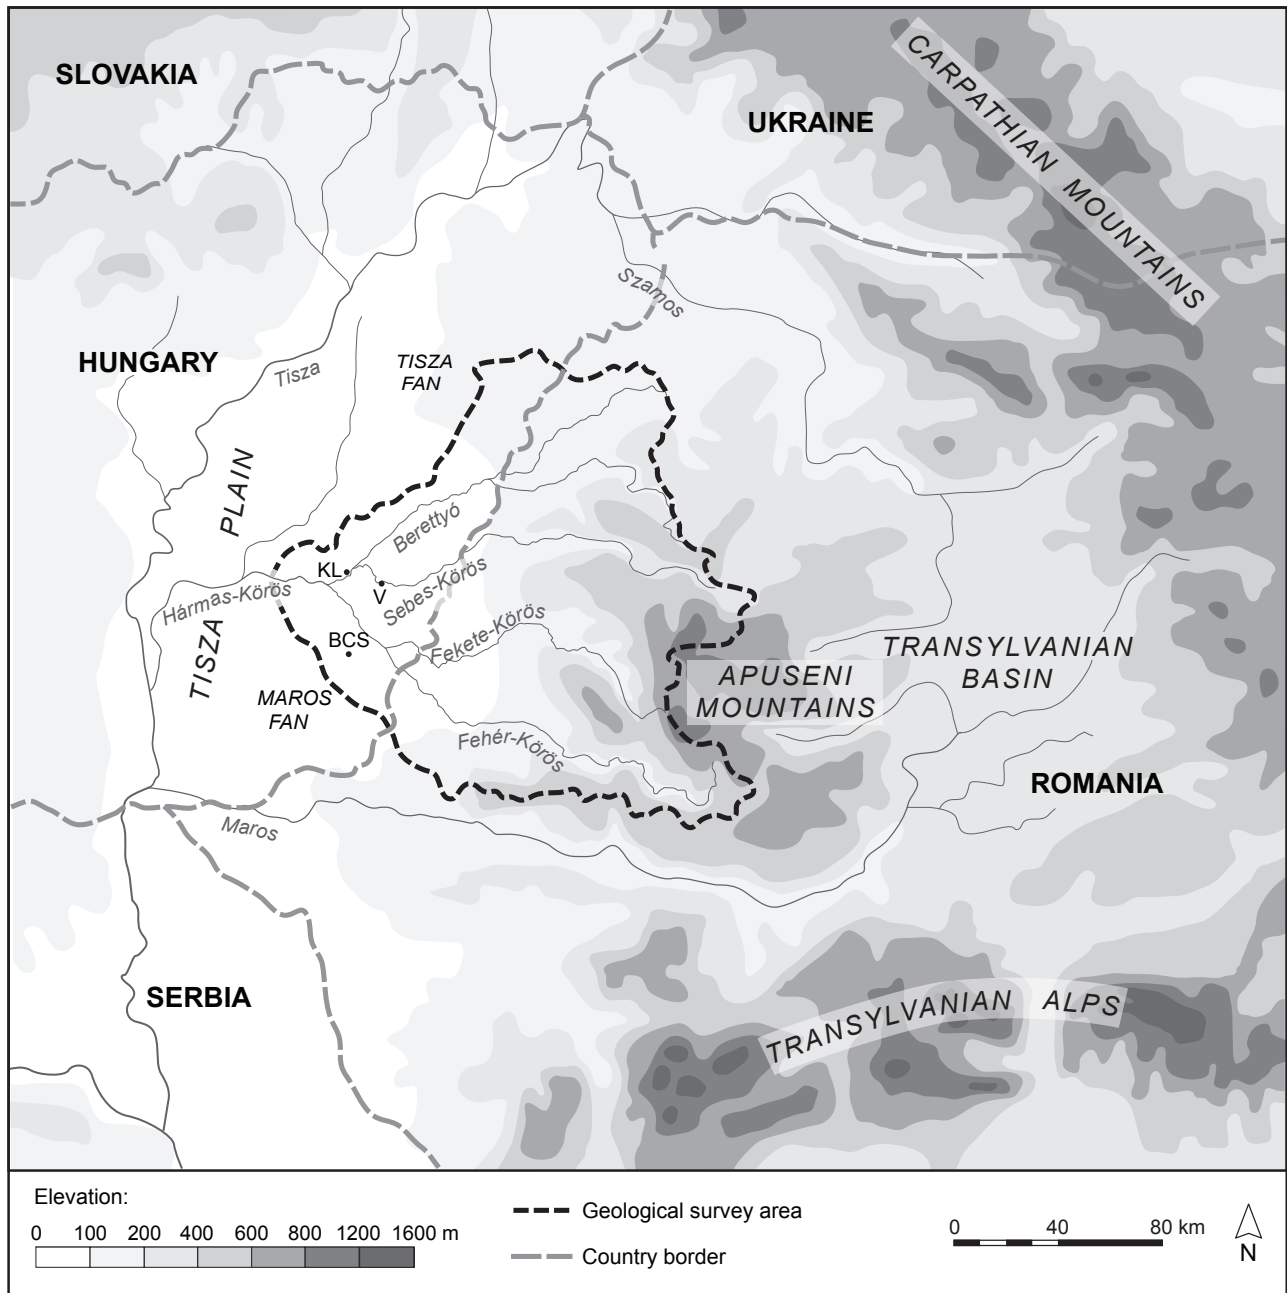 SLOVAKIA
UKRAINE
CARPATHIAN MOUNTAINS
Szamos
HUNGARY
Tisza
TISZA
FAN
TISZA PLAIN
Berettyó
KL
V
Sebes-Körös
Hármas-Körös
BCS
Fekete-Körös
MAROS
FAN
Fehér-Körös
APUSENI
MOUNTAINS
TRANSYLVANIAN
BASIN
ROMANIA
Maros
SERBIA
TRANSYLVANIAN ALPS
Elevation:
0 100 200 400 600 800 1200 1600 m
Geological survey area
Country border
0 40 80 km
N